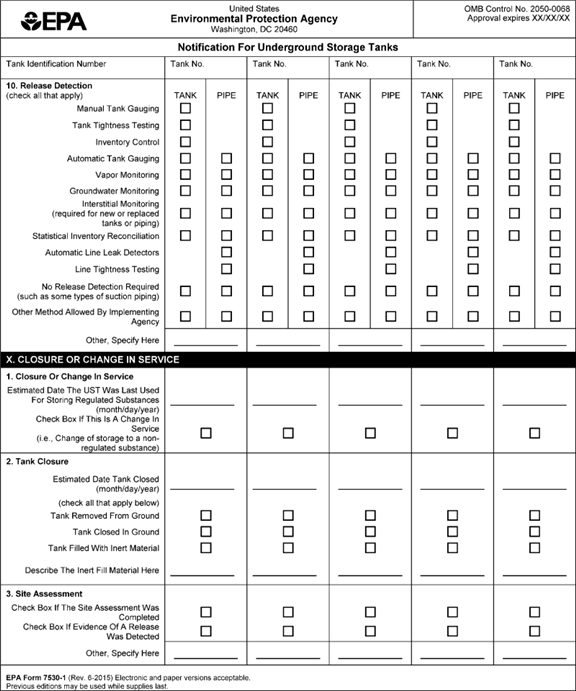 EPA
United States
Environmental Protection Agency
Washington, DC 20460
OMB Control No. 2050-0068
Approval expires XX/XX/XX
Notification For Underground Storage Tanks
Tank Identification Number Tank No. Tank No. Tank No. Tank No. Tank No.
10. Release Detection
(check all that apply) TANK PIPE TANK PIPE TANK PIPE TANK PIPE TANK PIPE
Manual Tank Gauging
Tank Tightness Testing
Inventory Control
Automatic Tank Gauging
Vapor Monitoring
Groundwater Monitoring
Interstitial Monitoring
(required for new or replaced
tanks or piping)
Statistical Inventory Reconciliation
Automatic Line Leak Detectors
Line Tightness Testing
No Release Detection Required
(such as some types of suction piping)
Other Method Allowed By Implementing
Agency
Other, Specify Here
X. CLOSURE OR CHANGE IN SERVICE
1. Closure Or Change In Service
Estimated Date The UST Was Last Used
For Storing Regulated Substances
(month/day/year)
Check Box If This Is A Change In
Service
(i.e., Change of storage to a non-
regulated substance)
2. Tank Closure
Estimated Date Tank Closed
(month/day/year)
(check all that apply below)
Tank Removed From Ground
Tank Closed In Ground
Tank Filled With Inert Material
Describe The Inert Fill Material Here
3. Site Assessment
Check Box If The Site Assessment Was
Completed
Check Box If Evidence Of A Release
Was Detected
Other, Specify Here
EPA Form 7530-1 (Rev. 6-2015) Electronic and paper versions acceptable.
Previous editions may be used while supplies last.